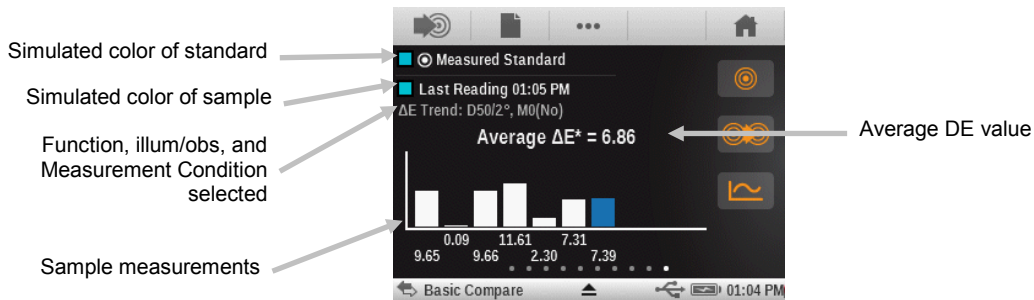 Simulated color of standard
Simulated color of sample
Function, illum/obs, and
Measurement Condition
selected
Sample measurements
Measured Standard
Last Reading 01:05 PM
ΔE Trend: D50/2°, M0(No)
Average ΔE* = 6.86
0.09 11.61 7.31
9.65 9.66 2.30 7.39
Basic Compare 01:04 PM
Average DE value